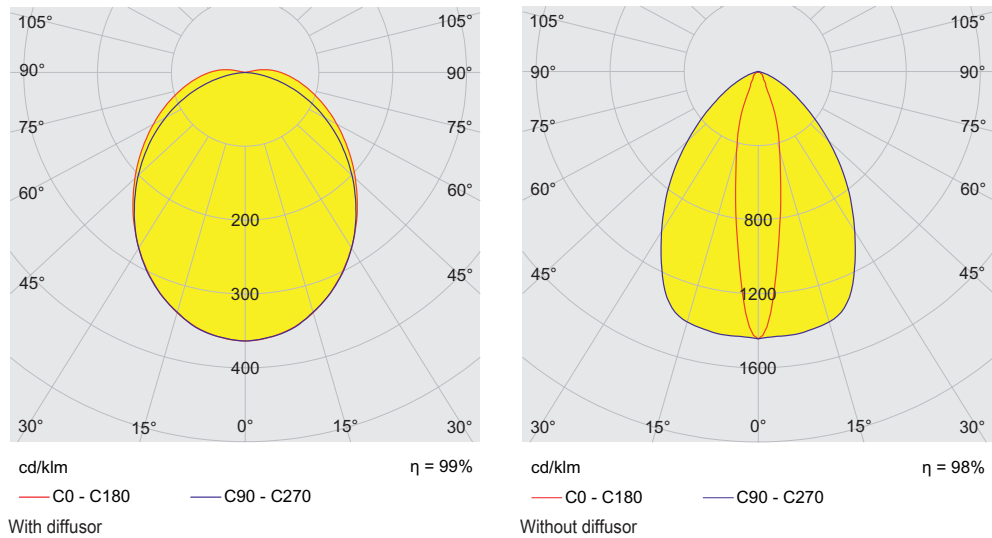 105° 105°
90° 90°
75° 75°
60° 60°
45° 45°
200
300
400
30° 15° 0° 15° 30°
cd/klm η = 99%
C0 - C180 C90 - C270
With diffusor
105° 105°
90° 90°
75° 75°
60° 60°
45° 45°
800
1200
1600
30° 15° 0° 15° 30°
cd/klm η = 98%
C0 - C180 C90 - C270
Without diffusor